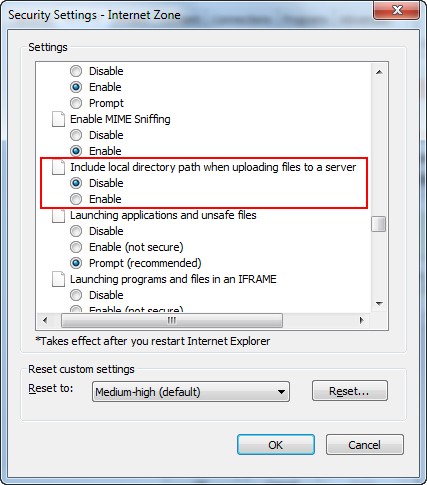 Security Settings - Internet Zone
Settings
Disable
Enable
Prompt
Enable MIME Sniffing
Disable
Enable
Include local directory path when uploading files to a server
Disable
Enable
Launching applications and unsafe files
Disable
Enable (not secure)
Prompt (recommended)
Launching programs and files in an IFRAME
Disable
Enable (not secure)
*Takes effect after you restart Internet Explorer
Reset custom settings
Reset to: Medium-high (default) Reset...
OK Cancel